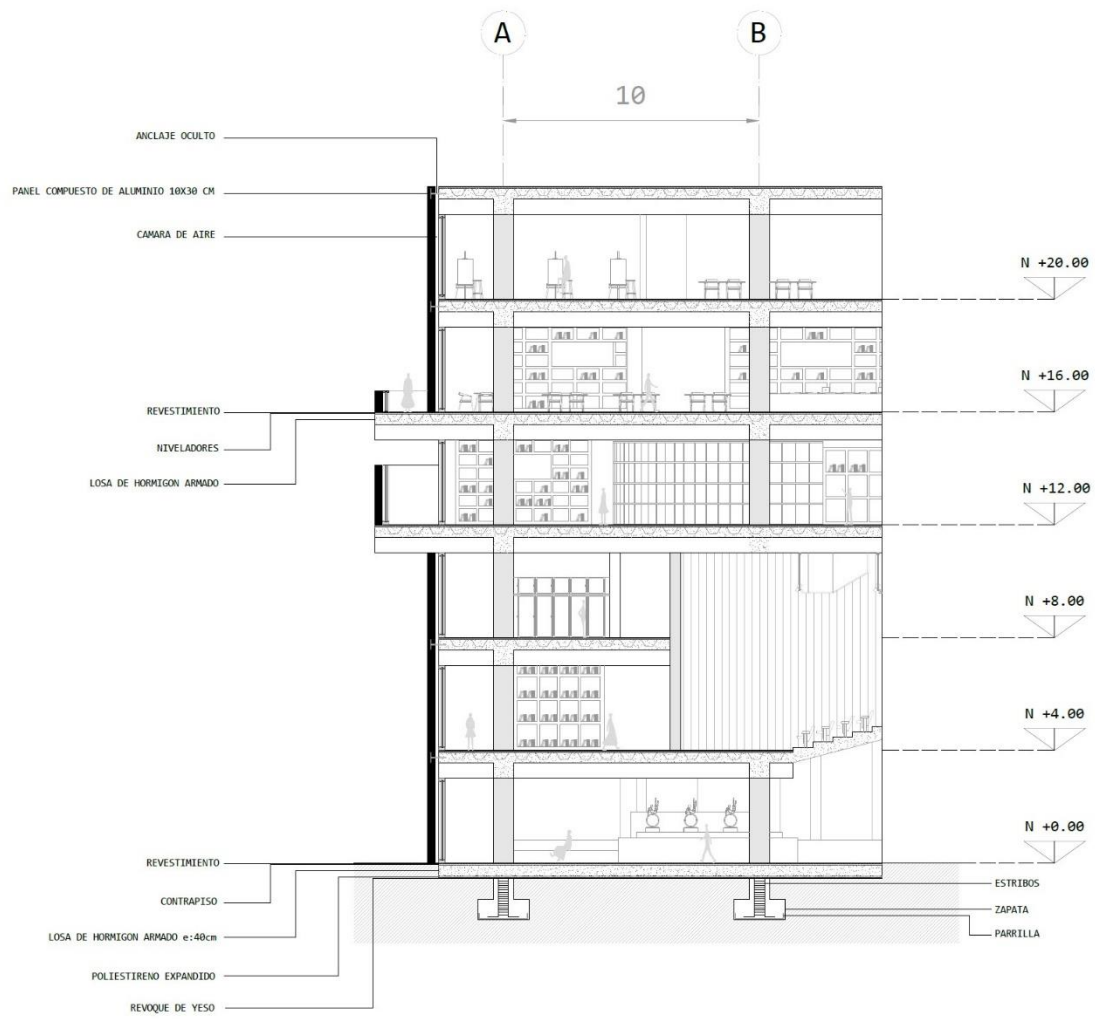 A
B
10
ANCLAJE OCULTO
PANEL COMPUESTO DE ALUMINIO 10X30 CM
CAMARA DE AIRE
N +20.00
N +16.00
REVESTIMIENTO
NIVELADORES
LOSA DE HORMIGON ARMADO
N +12.00
N +8.00
N +4.00
N +0.00
REVESTIMIENTO
CONTRAPISO
LOSA DE HORMIGON ARMADO e:40cm
POLIESTIRENO EXPANDIDO
REVOQUE DE YESO
ESTRIBOS
ZAPATA
PARRILLA